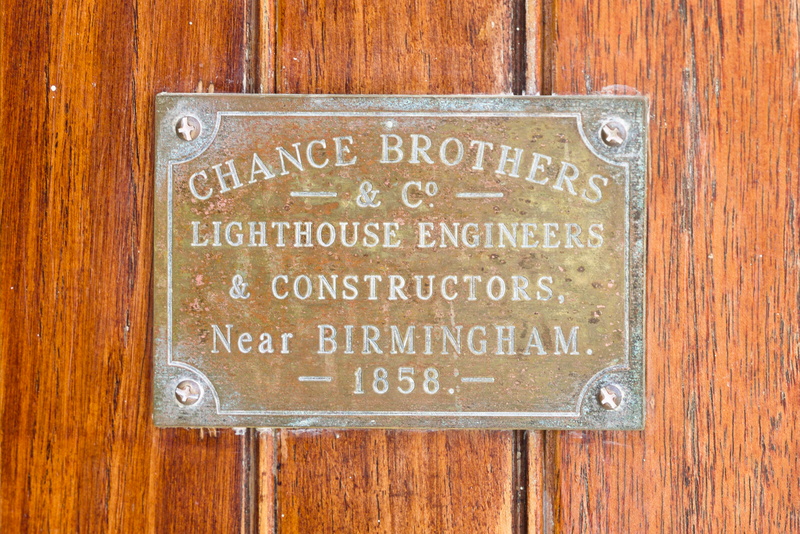 CHANCE BROTHERS
— & Cº —
LIGHTHOUSE ENGINEERS
& CONSTRUCTORS,
Near BIRMINGHAM.
— 1858. —